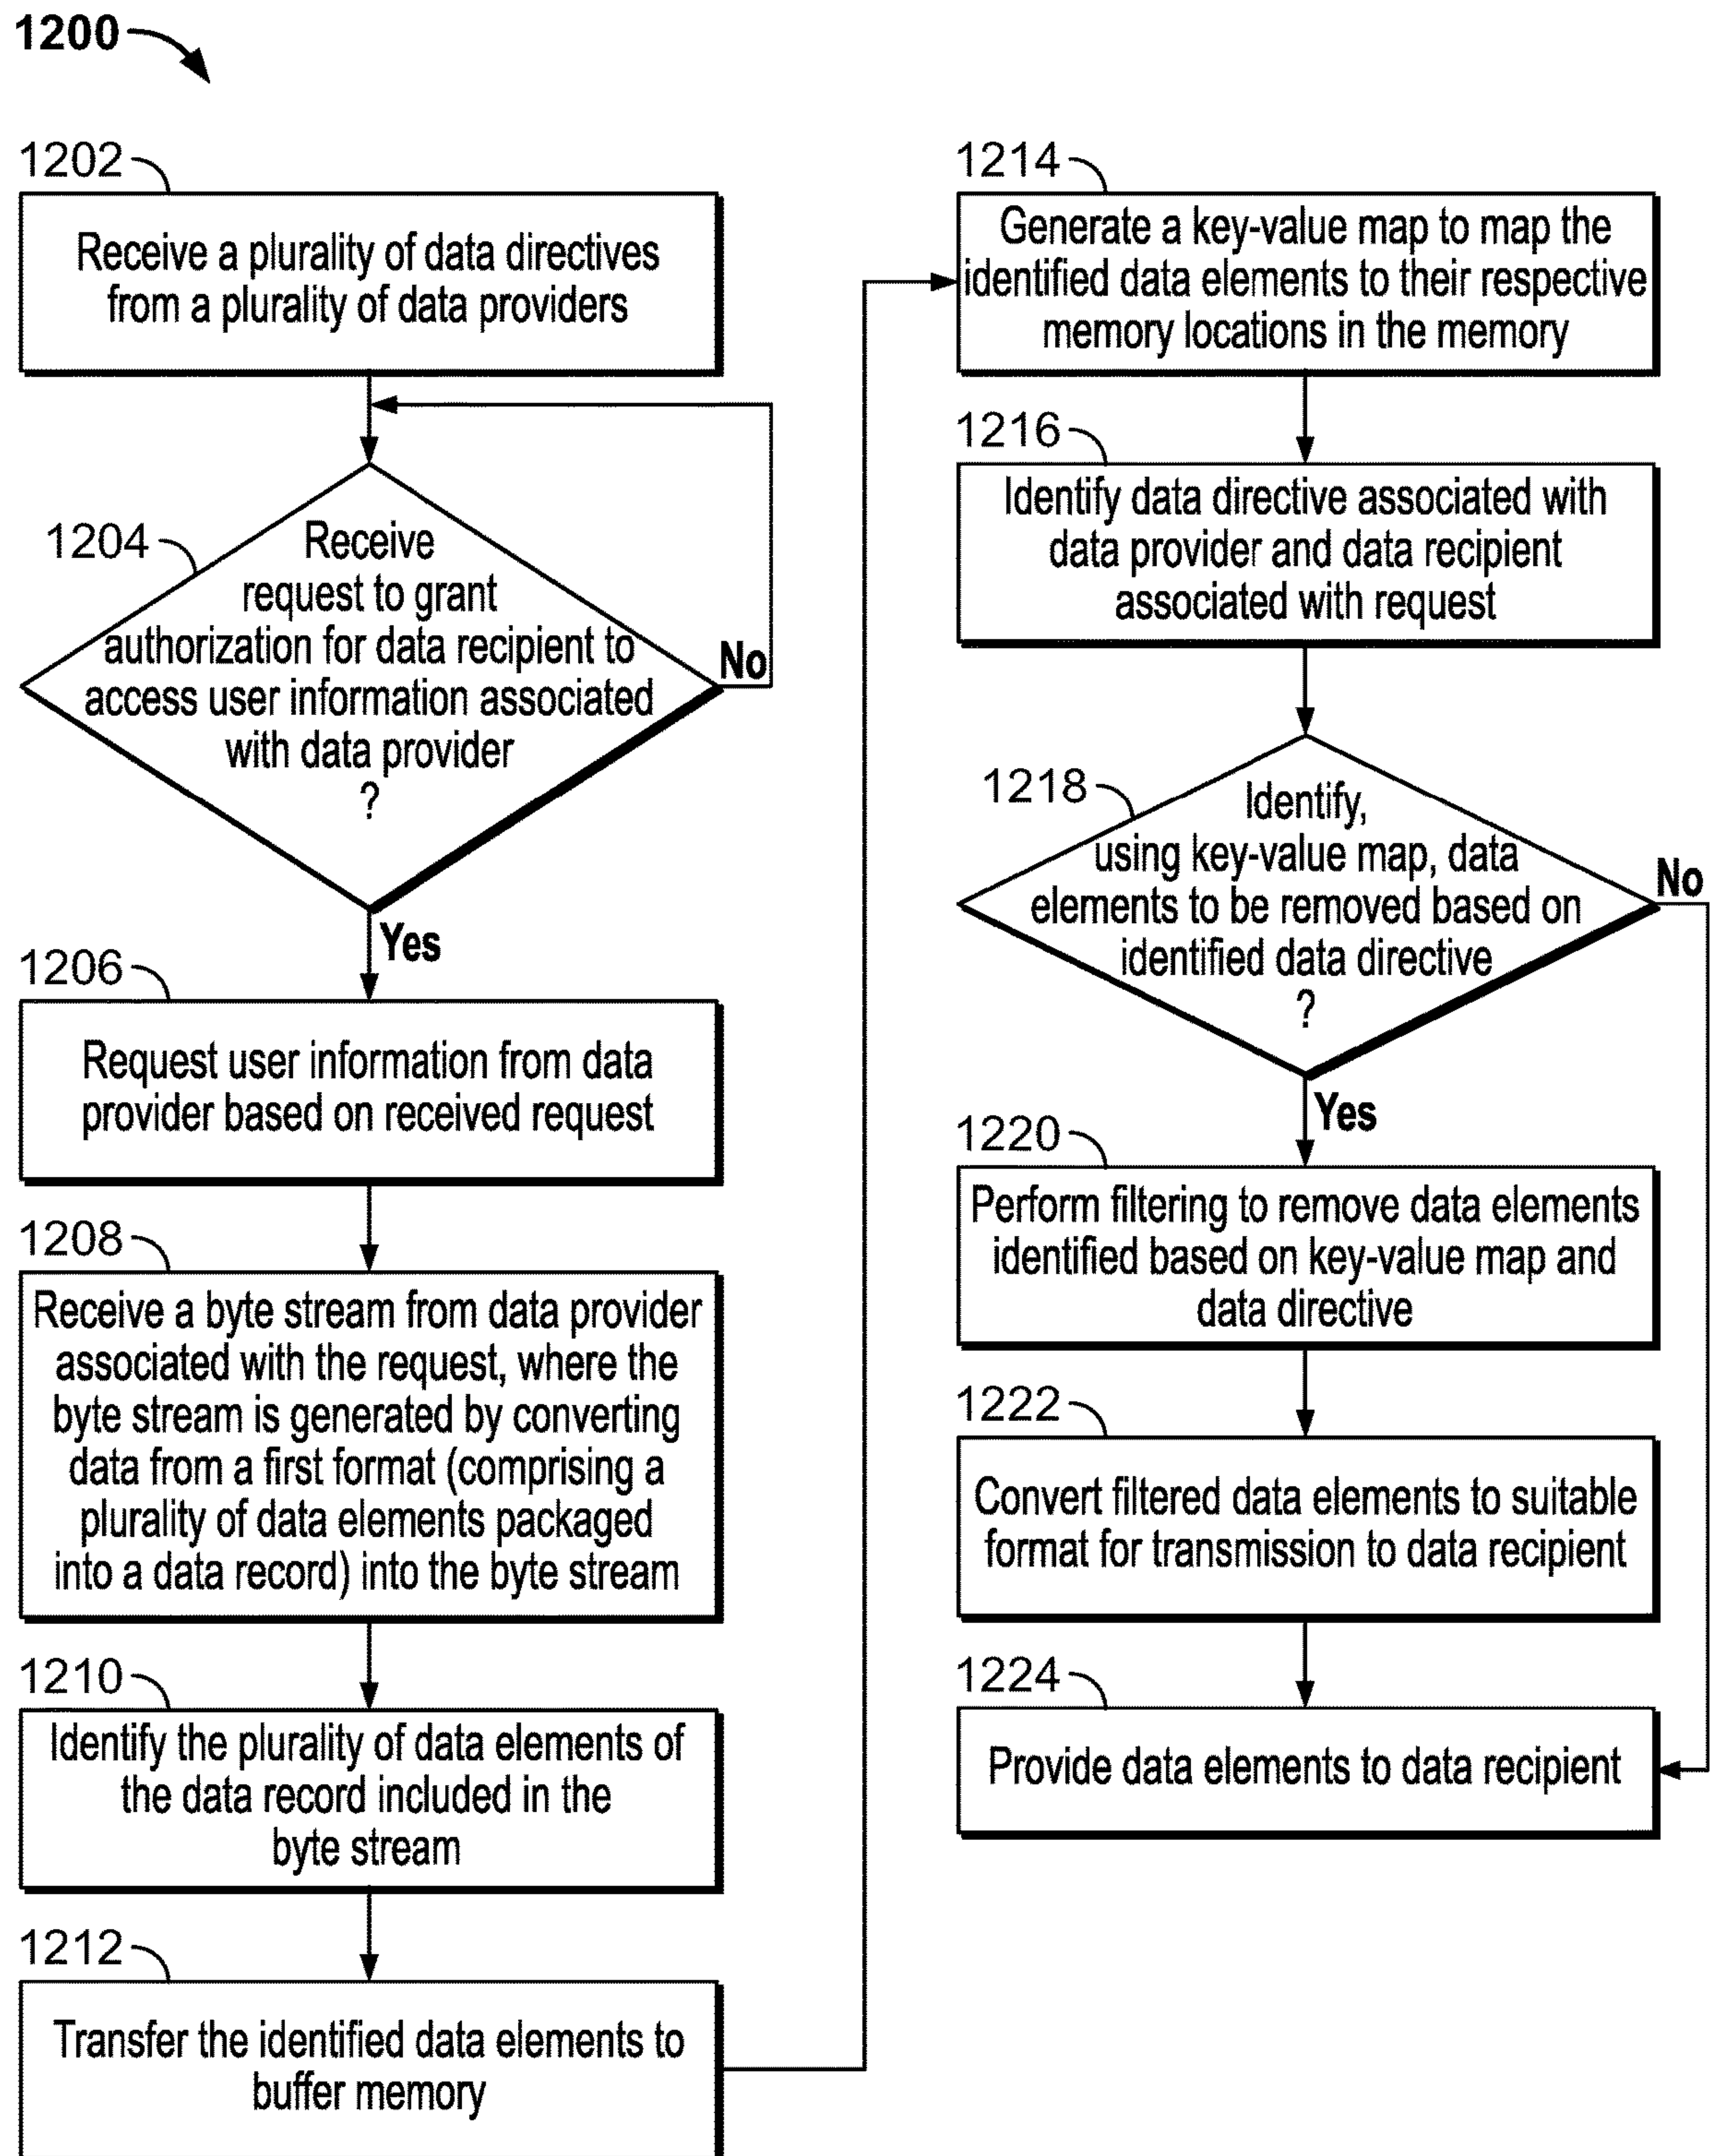 1200
1202
Receive a plurality of data directives
from a plurality of data providers
1204
Receive
request to grant
authorization for data recipient to
access user information associated
with data provider
?
No
Yes
1206
Request user information from data
provider based on received request
1208
Receive a byte stream from data provider
associated with the request, where the
byte stream is generated by converting
data from a first format (comprising a
plurality of data elements packaged
into a data record) into the byte stream
1210
Identify the plurality of data elements of
the data record included in the
byte stream
1212
Transfer the identified data elements to
buffer memory
1214
Generate a key-value map to map the
identified data elements to their respective
memory locations in the memory
1216
Identify data directive associated with
data provider and data recipient
associated with request
1218
Identify,
using key-value map, data
elements to be removed based on
identified data directive
?
No
Yes
1220
Perform filtering to remove data elements
identified based on key-value map and
data directive
1222
Convert filtered data elements to suitable
format for transmission to data recipient
1224
Provide data elements to data recipient